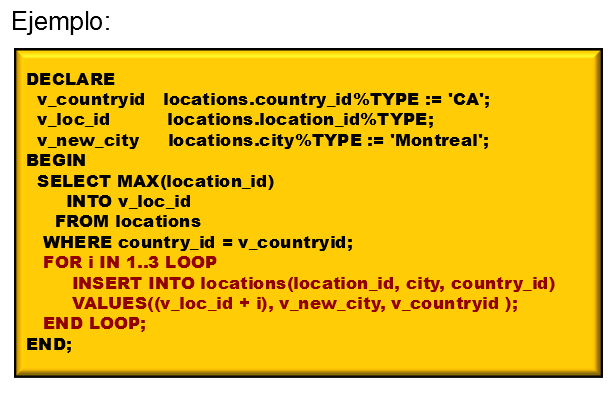 Ejemplo:
DECLARE
v_countryid locations.country_id%TYPE := 'CA';
v_loc_id locations.location_id%TYPE;
v_new_city locations.city%TYPE := 'Montreal';
BEGIN
SELECT MAX(location_id)
INTO v_loc_id
FROM locations
WHERE country_id = v_countryid;
FOR i IN 1..3 LOOP
INSERT INTO locations(location_id, city, country_id)
VALUES((v_loc_id + i), v_new_city, v_countryid );
END LOOP;
END;